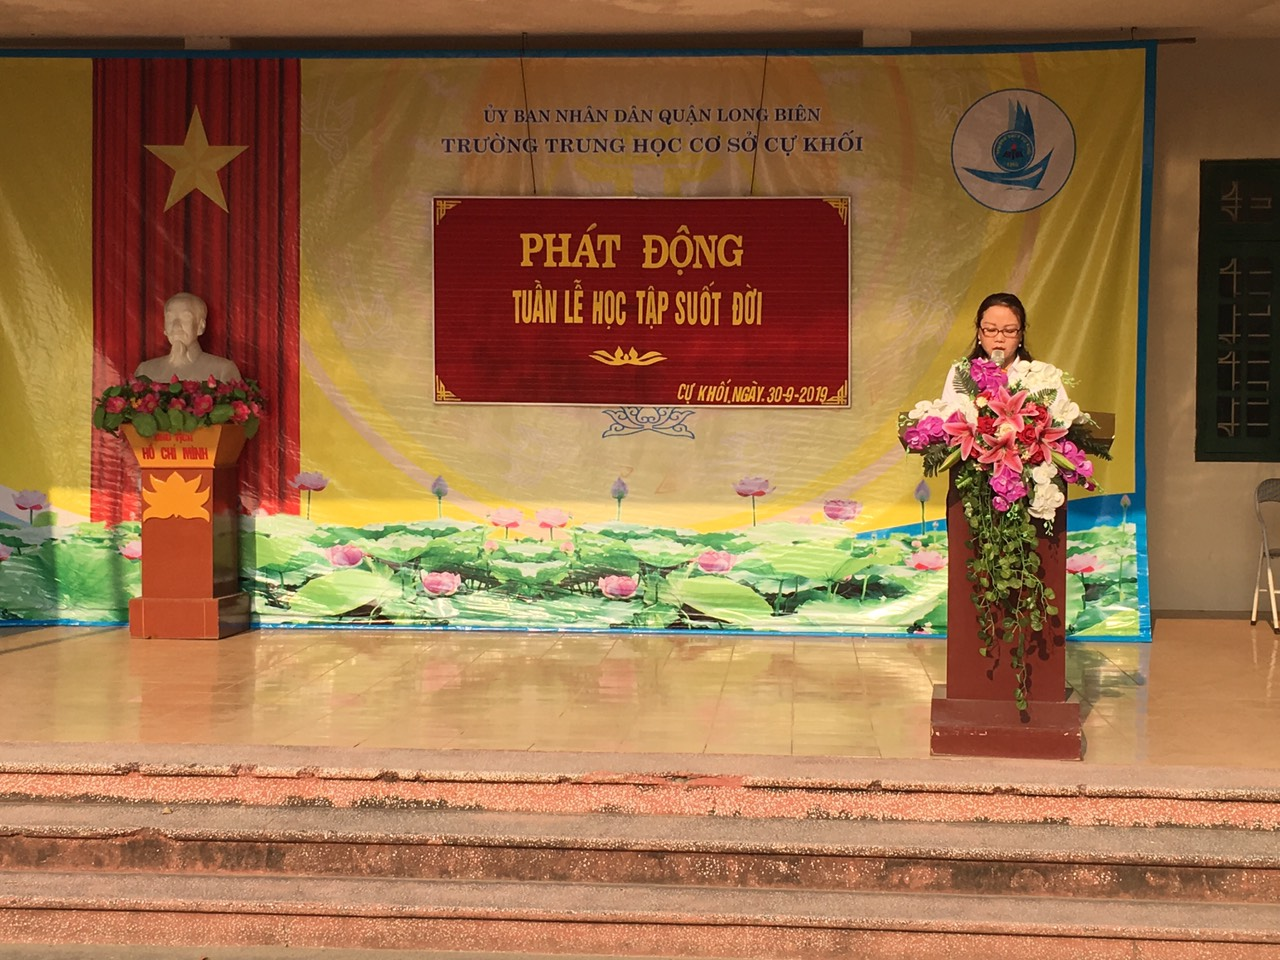 ỦY BAN NHÂN DÂN QUẬN LONG BIÊN
TRƯỜNG TRUNG HỌC CƠ SỞ CỰ KHỐI
PHÁT ĐỘNG
TUẦN LỄ HỌC TẬP SUỐT ĐỜI
CỰ KHỐI, NGÀY. 30-9-2019
HỒ CHÍ MINH